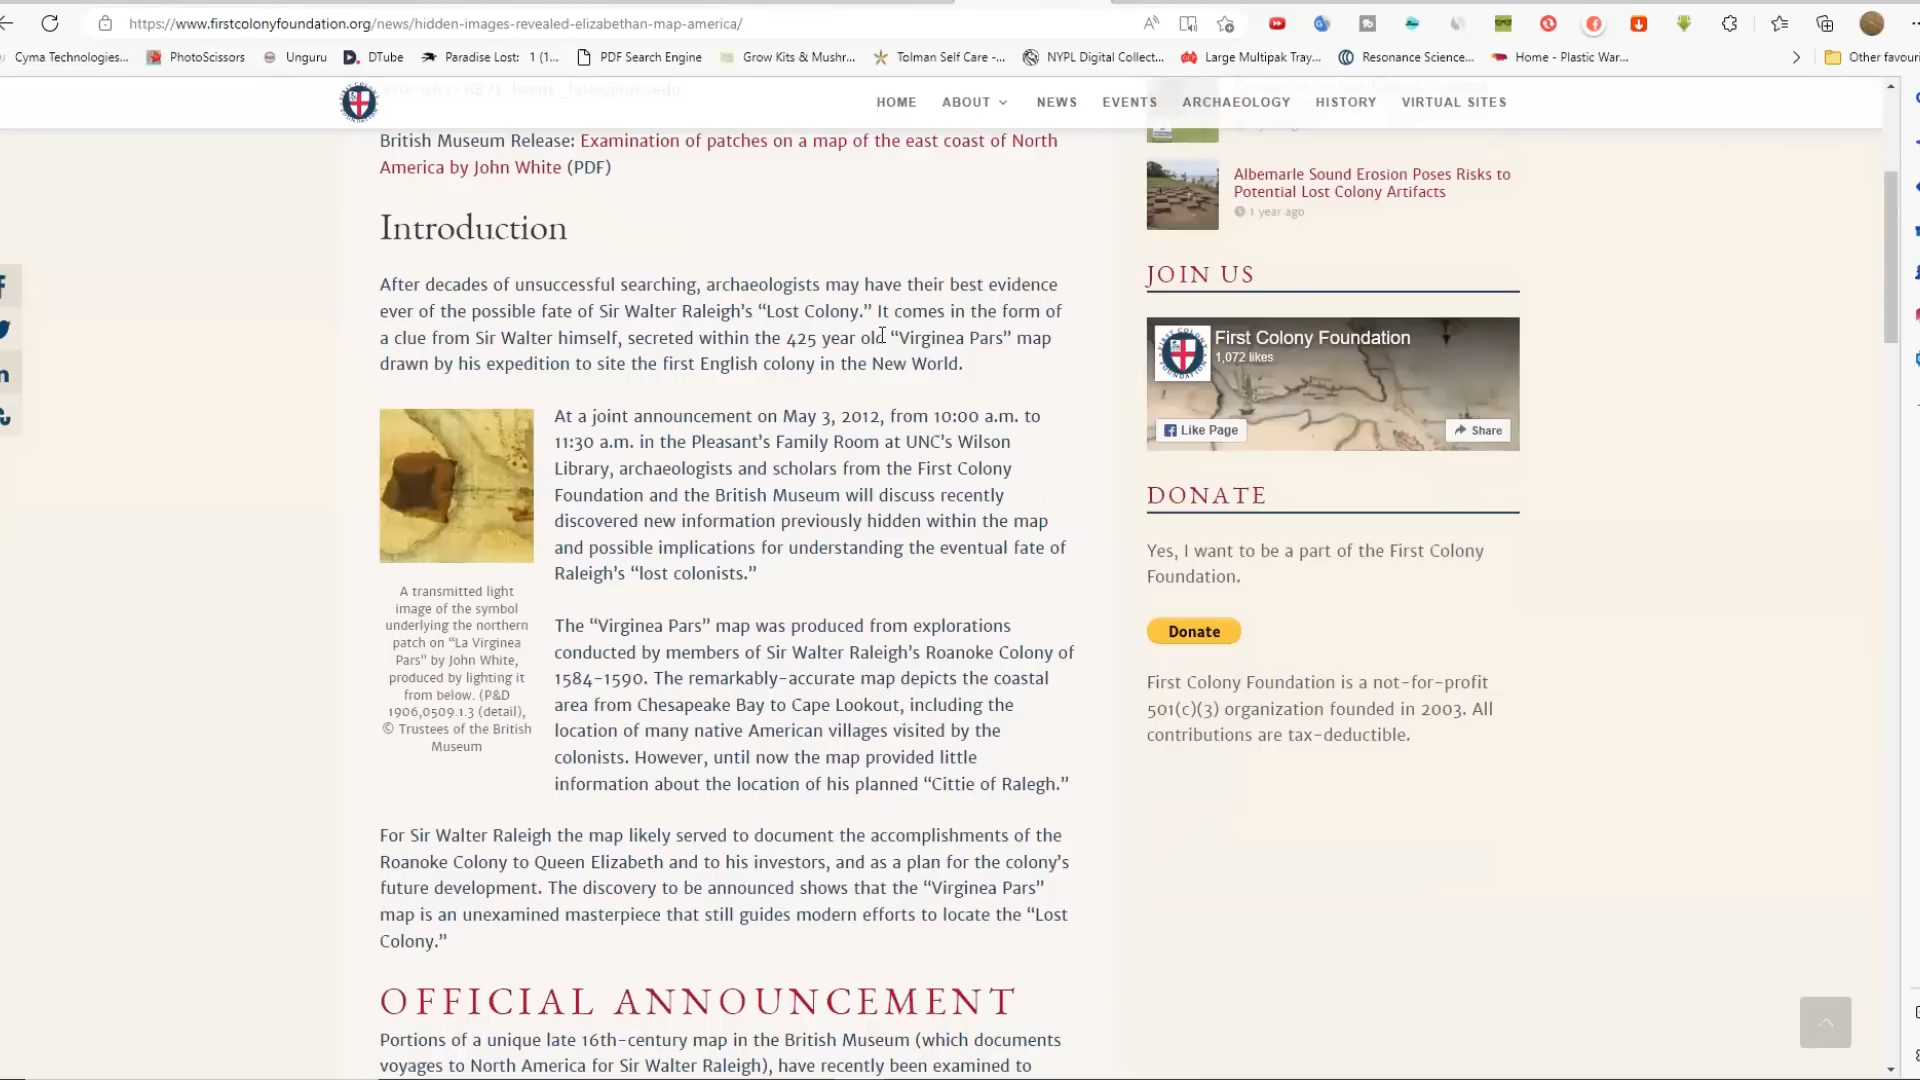 https://www.firstcolonyfoundation.org/news/hidden-images-revealed-elizabethan-map-america/
Cyma Technologies... PhotoScissors Unguru DTube Paradise Lost: 1 (1... PDF Search Engine Grow Kits & Mushr... Tolman Self Care -... NYPL Digital Collect... Large Multipak Tray... Resonance Science... Home - Plastic War... Other favour
HOME ABOUT NEWS EVENTS ARCHAEOLOGY HISTORY VIRTUAL SITES
British Museum Release: Examination of patches on a map of the east coast of North
America by John White (PDF)
Introduction
After decades of unsuccessful searching, archaeologists may have their best evidence
ever of the possible fate of Sir Walter Raleigh’s “Lost Colony.” It comes in the form of
a clue from Sir Walter himself, secreted within the 425 year old “Virginea Pars” map
drawn by his expedition to site the first English colony in the New World.
A transmitted light
image of the symbol
underlying the northern
patch on “La Virginea
Pars” by John White,
produced by lighting it
from below. (P&D
1906,0509.1.3 (detail),
© Trustees of the British
Museum
At a joint announcement on May 3, 2012, from 10:00 a.m. to
11:30 a.m. in the Pleasant’s Family Room at UNC’s Wilson
Library, archaeologists and scholars from the First Colony
Foundation and the British Museum will discuss recently
discovered new information previously hidden within the map
and possible implications for understanding the eventual fate of
Raleigh’s “lost colonists.”
The “Virginea Pars” map was produced from explorations
conducted by members of Sir Walter Raleigh’s Roanoke Colony of
1584-1590. The remarkably-accurate map depicts the coastal
area from Chesapeake Bay to Cape Lookout, including the
location of many native American villages visited by the
colonists. However, until now the map provided little
information about the location of his planned “Cittie of Ralegh.”
For Sir Walter Raleigh the map likely served to document the accomplishments of the
Roanoke Colony to Queen Elizabeth and to his investors, and as a plan for the colony’s
future development. The discovery to be announced shows that the “Virginea Pars”
map is an unexamined masterpiece that still guides modern efforts to locate the “Lost
Colony.”
OFFICIAL ANNOUNCEMENT
Portions of a unique late 16th-century map in the British Museum (which documents
voyages to North America for Sir Walter Raleigh), have recently been examined to
Albemarle Sound Erosion Poses Risks to
Potential Lost Colony Artifacts
1 year ago
JOIN US
First Colony Foundation
1,072 likes
Like Page
Share
DONATE
Yes, I want to be a part of the First Colony
Foundation.
Donate
First Colony Foundation is a not-for-profit
501(c)(3) organization founded in 2003. All
contributions are tax-deductible.